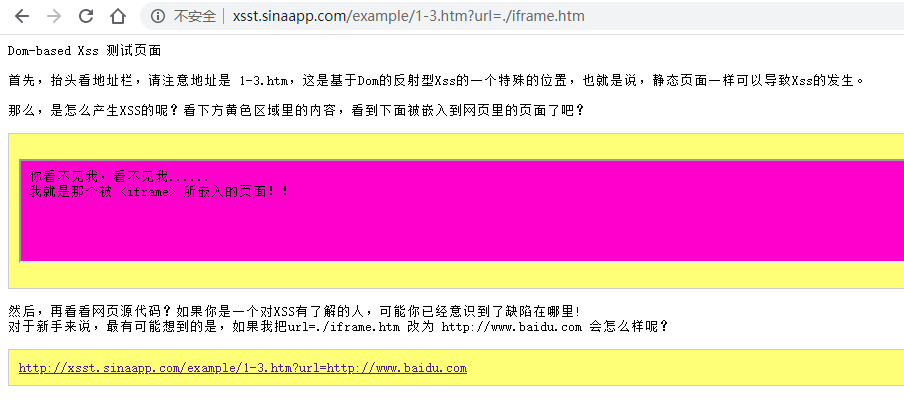 不安全 | xsst.sinaapp.com/example/1-3.htm?url=./iframe.htm
Dom-based Xss 测试页面
首先，抬头看地址栏，请注意地址是 1-3.htm，这是基于Dom的反射型Xss的一个特殊的位置，也就是说，静态页面一样可以导致Xss的发生。
那么，是怎么产生XSS的呢？看下方黄色区域里的内容，看到下面被嵌入到网页里的页面了吧？
你看不见我，看不见我......
我就是那个被 <iframe> 所嵌入的页面！！
然后，再看看网页源代码？如果你是一个对XSS有了解的人，可能你已经意识到了缺陷在哪里!
对于新手来说，最有可能想到的是，如果我把url=./iframe.htm 改为 http://www.baidu.com 会怎么样呢？
http://xsst.sinaapp.com/example/1-3.htm?url=http://www.baidu.com